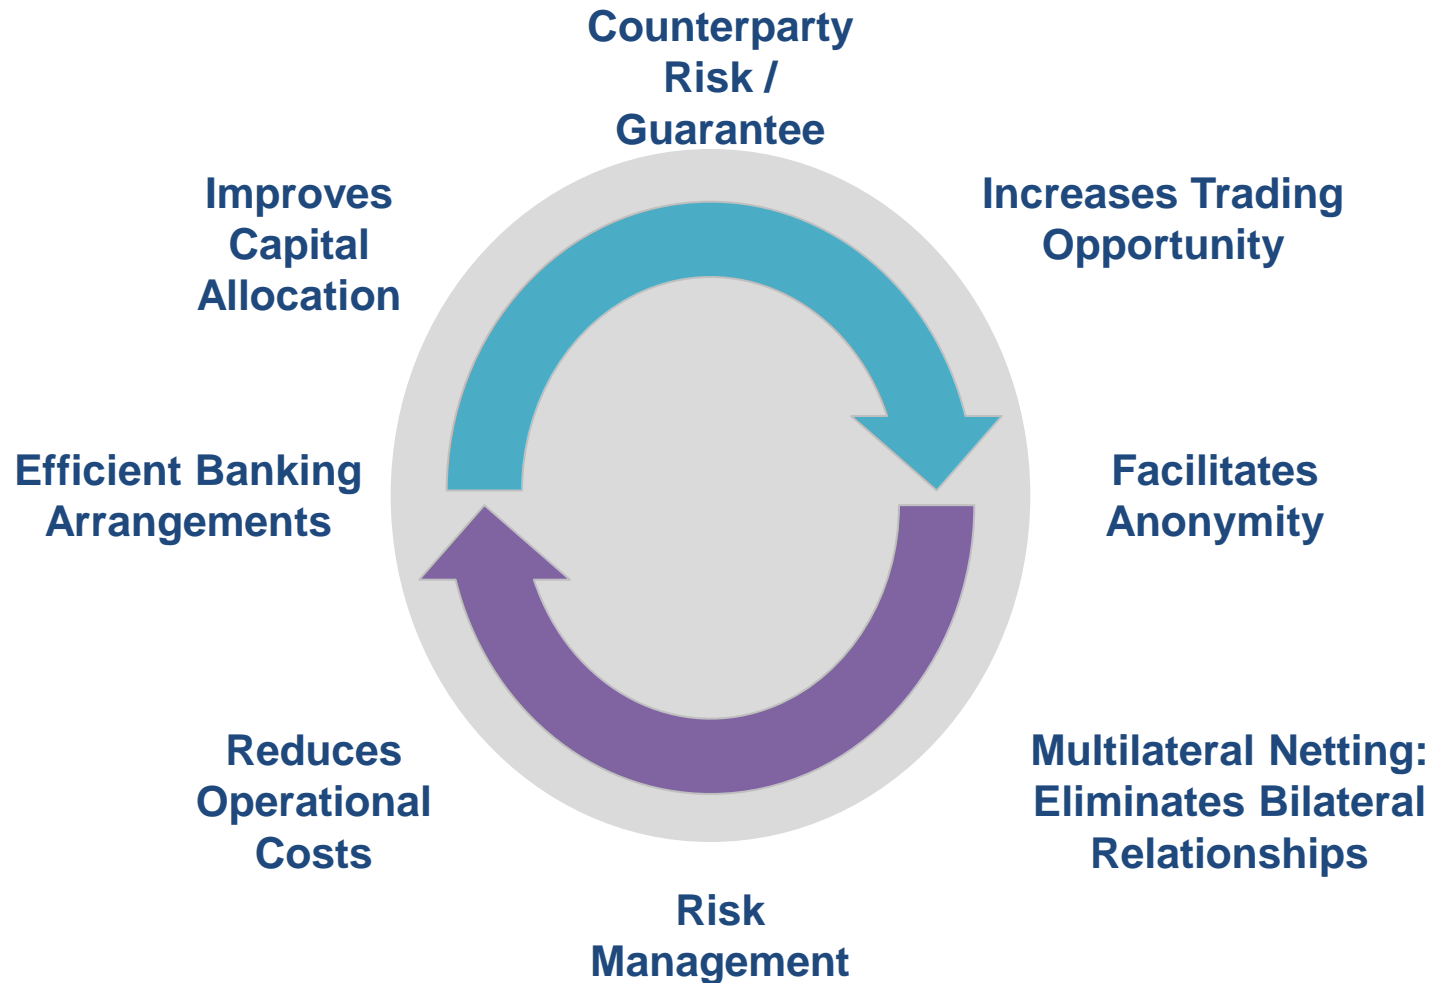 Counterparty
Risk /
Guarantee
Improves
Capital
Allocation
Increases Trading
Opportunity
Efficient Banking
Arrangements
Facilitates
Anonymity
Reduces
Operational
Costs
Multilateral Netting:
Eliminates Bilateral
Relationships
Risk
Management